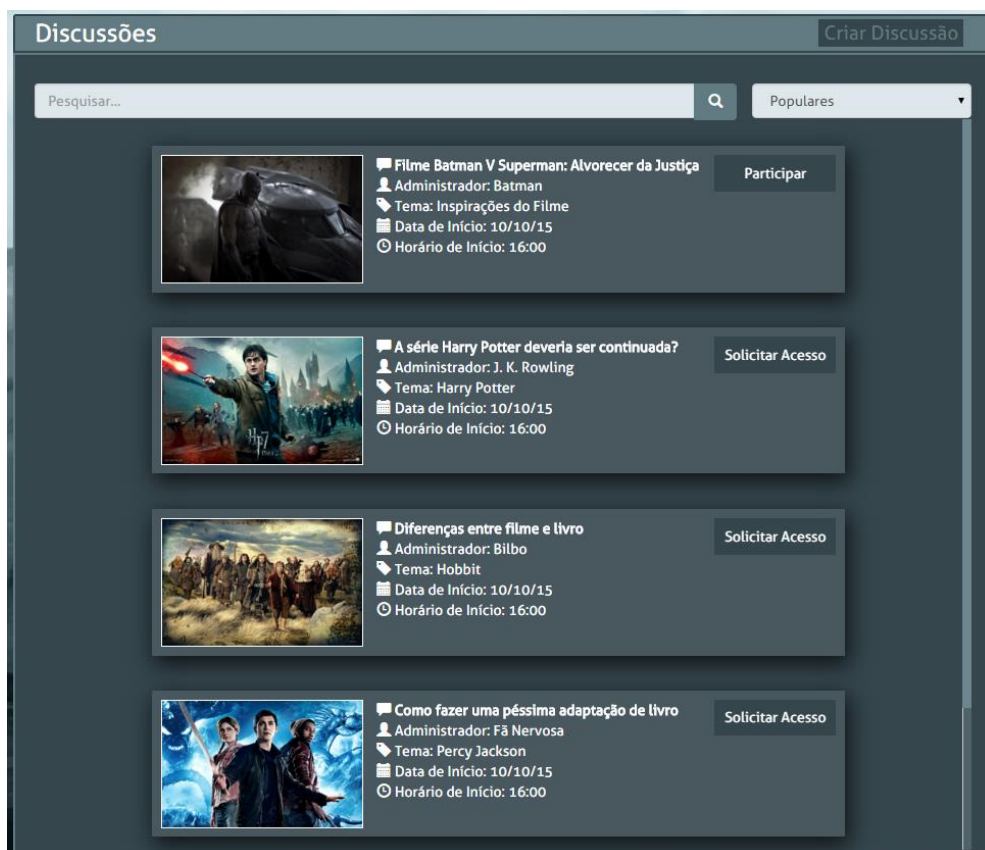 Discussões
Criar Discussão
Pesquisar...
Populares
Filme Batman V Superman: Alvorecer da Justiça
Participar
Administrador: Batman
Tema: Inspirações do Filme
Data de Início: 10/10/15
Horário de Início: 16:00
A série Harry Potter deveria ser continuada?
Solicitar Acesso
Administrador: J. K. Rowling
Tema: Harry Potter
Data de Início: 10/10/15
Horário de Início: 16:00
HP7
Diferenças entre filme e livro
Solicitar Acesso
Administrador: Bilbo
Tema: Hobbit
Data de Início: 10/10/15
Horário de Início: 16:00
Como fazer uma péssima adaptação de livro
Solicitar Acesso
Administrador: Fã Nervosa
Tema: Percy Jackson
Data de Início: 10/10/15
Horário de Início: 16:00